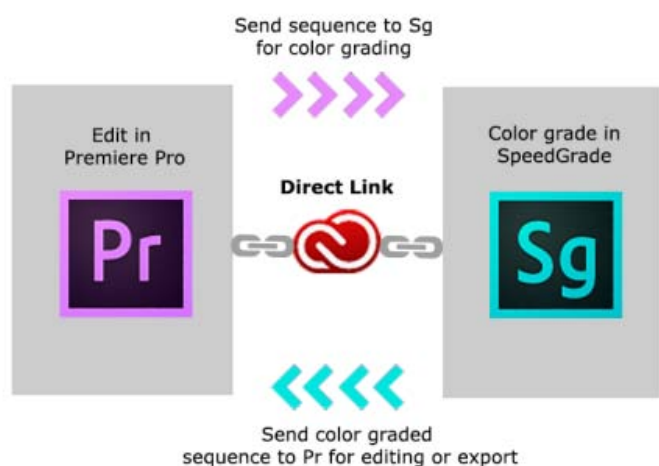 Send sequence to Sg
for color grading
Edit in
Premiere Pro
Pr
Direct Link
Color grade in
SpeedGrade
Sg
Send color graded
sequence to Pr for editing or export